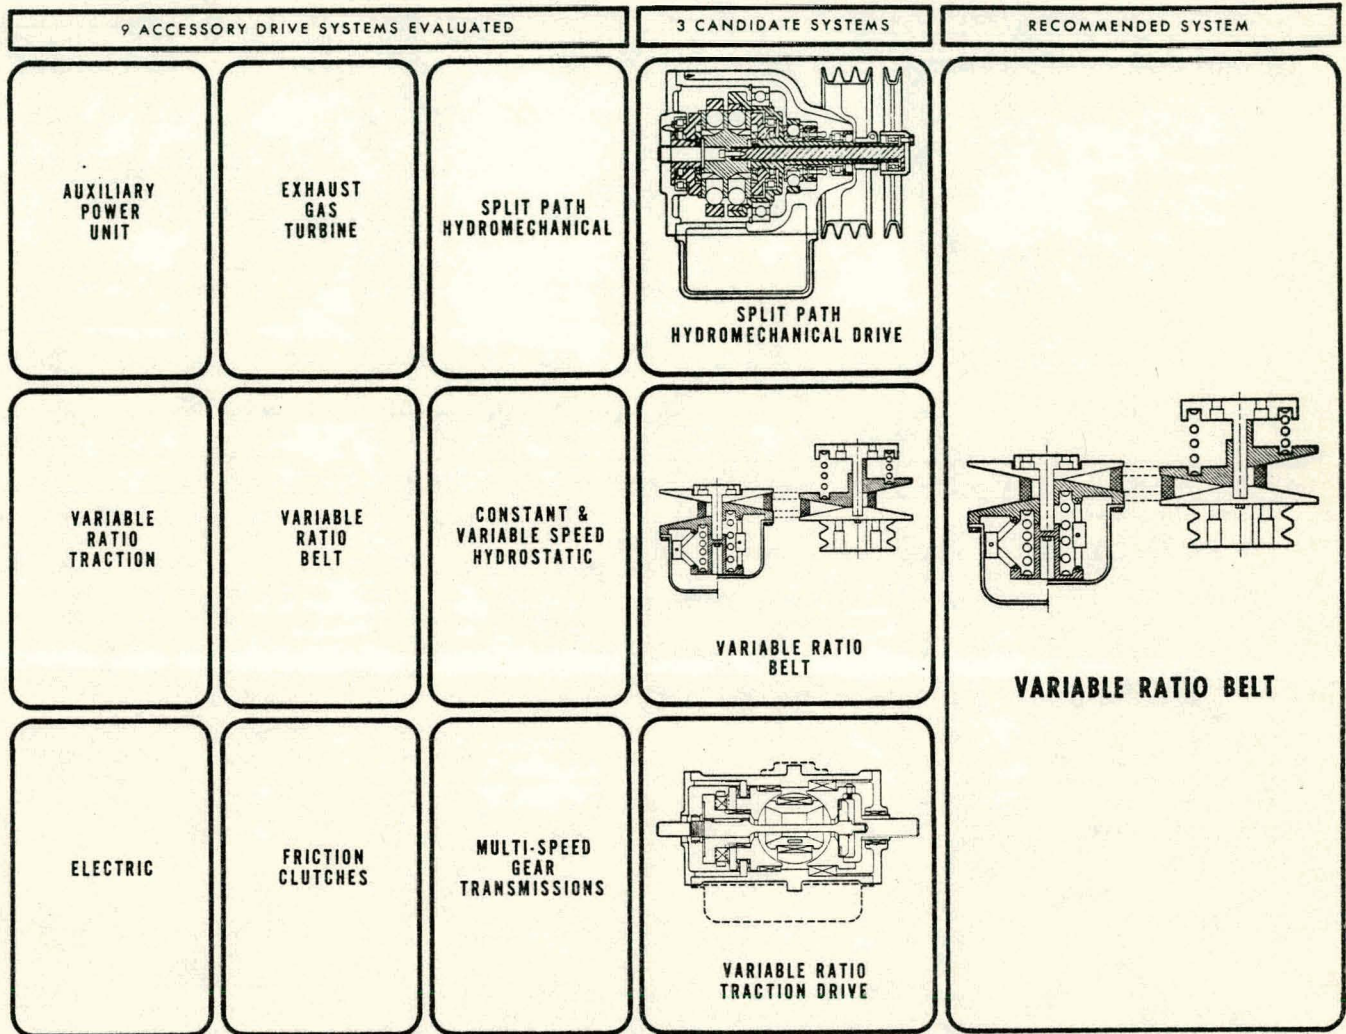 9 ACCESSORY DRIVE SYSTEMS EVALUATED
3 CANDIDATE SYSTEMS
RECOMMENDED SYSTEM
AUXILIARY
POWER
UNIT
EXHAUST
GAS
TURBINE
SPLIT PATH
HYDROMECHANICAL
SPLIT PATH
HYDROMECHANICAL DRIVE
VARIABLE
RATIO
TRACTION
VARIABLE
RATIO
BELT
CONSTANT &
VARIABLE SPEED
HYDROSTATIC
VARIABLE RATIO
BELT
VARIABLE RATIO BELT
ELECTRIC
FRICTION
CLUTCHES
MULTI-SPEED
GEAR
TRANSMISSIONS
VARIABLE RATIO
TRACTION DRIVE